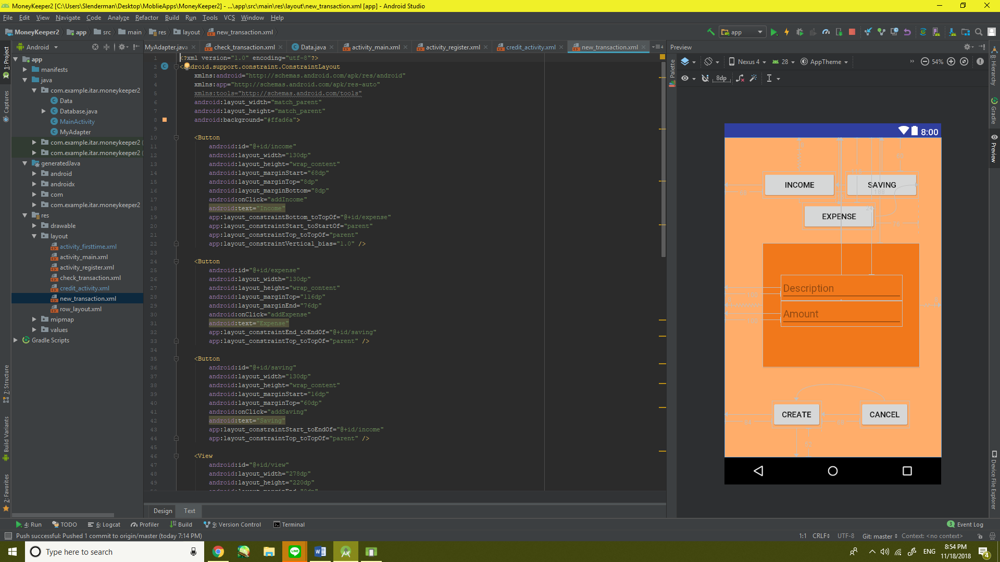 MoneyKeeper2 [C:\Users\Slenderman\Desktop\MoblieApps\MoneyKeeper2] - ...\app\src\main\res\layout\new_transaction.xml [app] - Android Studio
File Edit View Navigate Code Analyze Refactor Build Run Tools VCS Window Help
MoneyKeeper2 app src main res layout new_transaction.xml
app
Android
MyAdapter.java check_transaction.xml Data.java activity_main.xml activity_register.xml credit_activity.xml new_transaction.xml
Preview
1: Project
Captures
7: Structure
Build Variants
2: Favorites
app
manifests
java
com.example.itar.moneykeeper2
Data
Database.java
MainActivity
MyAdapter
com.example.itar.moneykeeper2 (
com.example.itar.moneykeeper2 (
generatedJava
android
androidx
com
com.example.itar.moneykeeper2
res
drawable
layout
activity_firsttime.xml
activity_main.xml
activity_register.xml
check_transaction.xml
credit_activity.xml
new_transaction.xml
row_layout.xml
mipmap
values
Gradle Scripts
1 <?xml version="1.0" encoding="utf-8"?>
2 <android.support.constraint.ConstraintLayout
3 xmlns:android="http://schemas.android.com/apk/res/android"
4 xmlns:app="http://schemas.android.com/apk/res-auto"
5 xmlns:tools="http://schemas.android.com/tools"
6 android:layout_width="match_parent"
7 android:layout_height="match_parent"
8 android:background="#ffad6a">
9
10 <Button
11 android:id="@+id/income"
12 android:layout_width="130dp"
13 android:layout_height="wrap_content"
14 android:layout_marginStart="68dp"
15 android:layout_marginTop="8dp"
16 android:layout_marginBottom="8dp"
17 android:onClick="addIncome"
18 android:text="Income"
19 app:layout_constraintBottom_toTopOf="@+id/expense"
20 app:layout_constraintStart_toStartOf="parent"
21 app:layout_constraintTop_toTopOf="parent"
22 app:layout_constraintVertical_bias="1.0" />
23
24 <Button
25 android:id="@+id/expense"
26 android:layout_width="130dp"
27 android:layout_height="wrap_content"
28 android:layout_marginTop="116dp"
29 android:layout_marginEnd="76dp"
30 android:onClick="addExpense"
31 android:text="Expense"
32 app:layout_constraintEnd_toEndOf="@+id/saving"
33 app:layout_constraintTop_toTopOf="parent" />
34
35 <Button
36 android:id="@+id/saving"
37 android:layout_width="130dp"
38 android:layout_height="wrap_content"
39 android:layout_marginStart="16dp"
40 android:layout_marginTop="60dp"
41 android:onClick="addSaving"
42 android:text="Saving"
43 app:layout_constraintStart_toEndOf="@+id/income"
44 app:layout_constraintTop_toTopOf="parent" />
45
46 <View
47 android:id="@+id/view"
48 android:layout_width="278dp"
49 android:layout_height="220dp"
Design Text
Palette
Nexus 4 28 AppTheme 54%
8dp
8:00
INCOME SAVING
188
EXPENSE
Description
Amount
CREATE CANCEL
Hierarchy
Gradle
Preview
Device File Explorer
4: Run TODO 6: Logcat Profiler Build 9: Version Control Terminal 3 Event Log
Push successful: Pushed 1 commit to origin/master (today 7:14 PM) 1:1 CRLF UTF-8 Git: master Context: <no context>
Type here to search
LINE
ENG
8:54 PM
11/18/2018
4